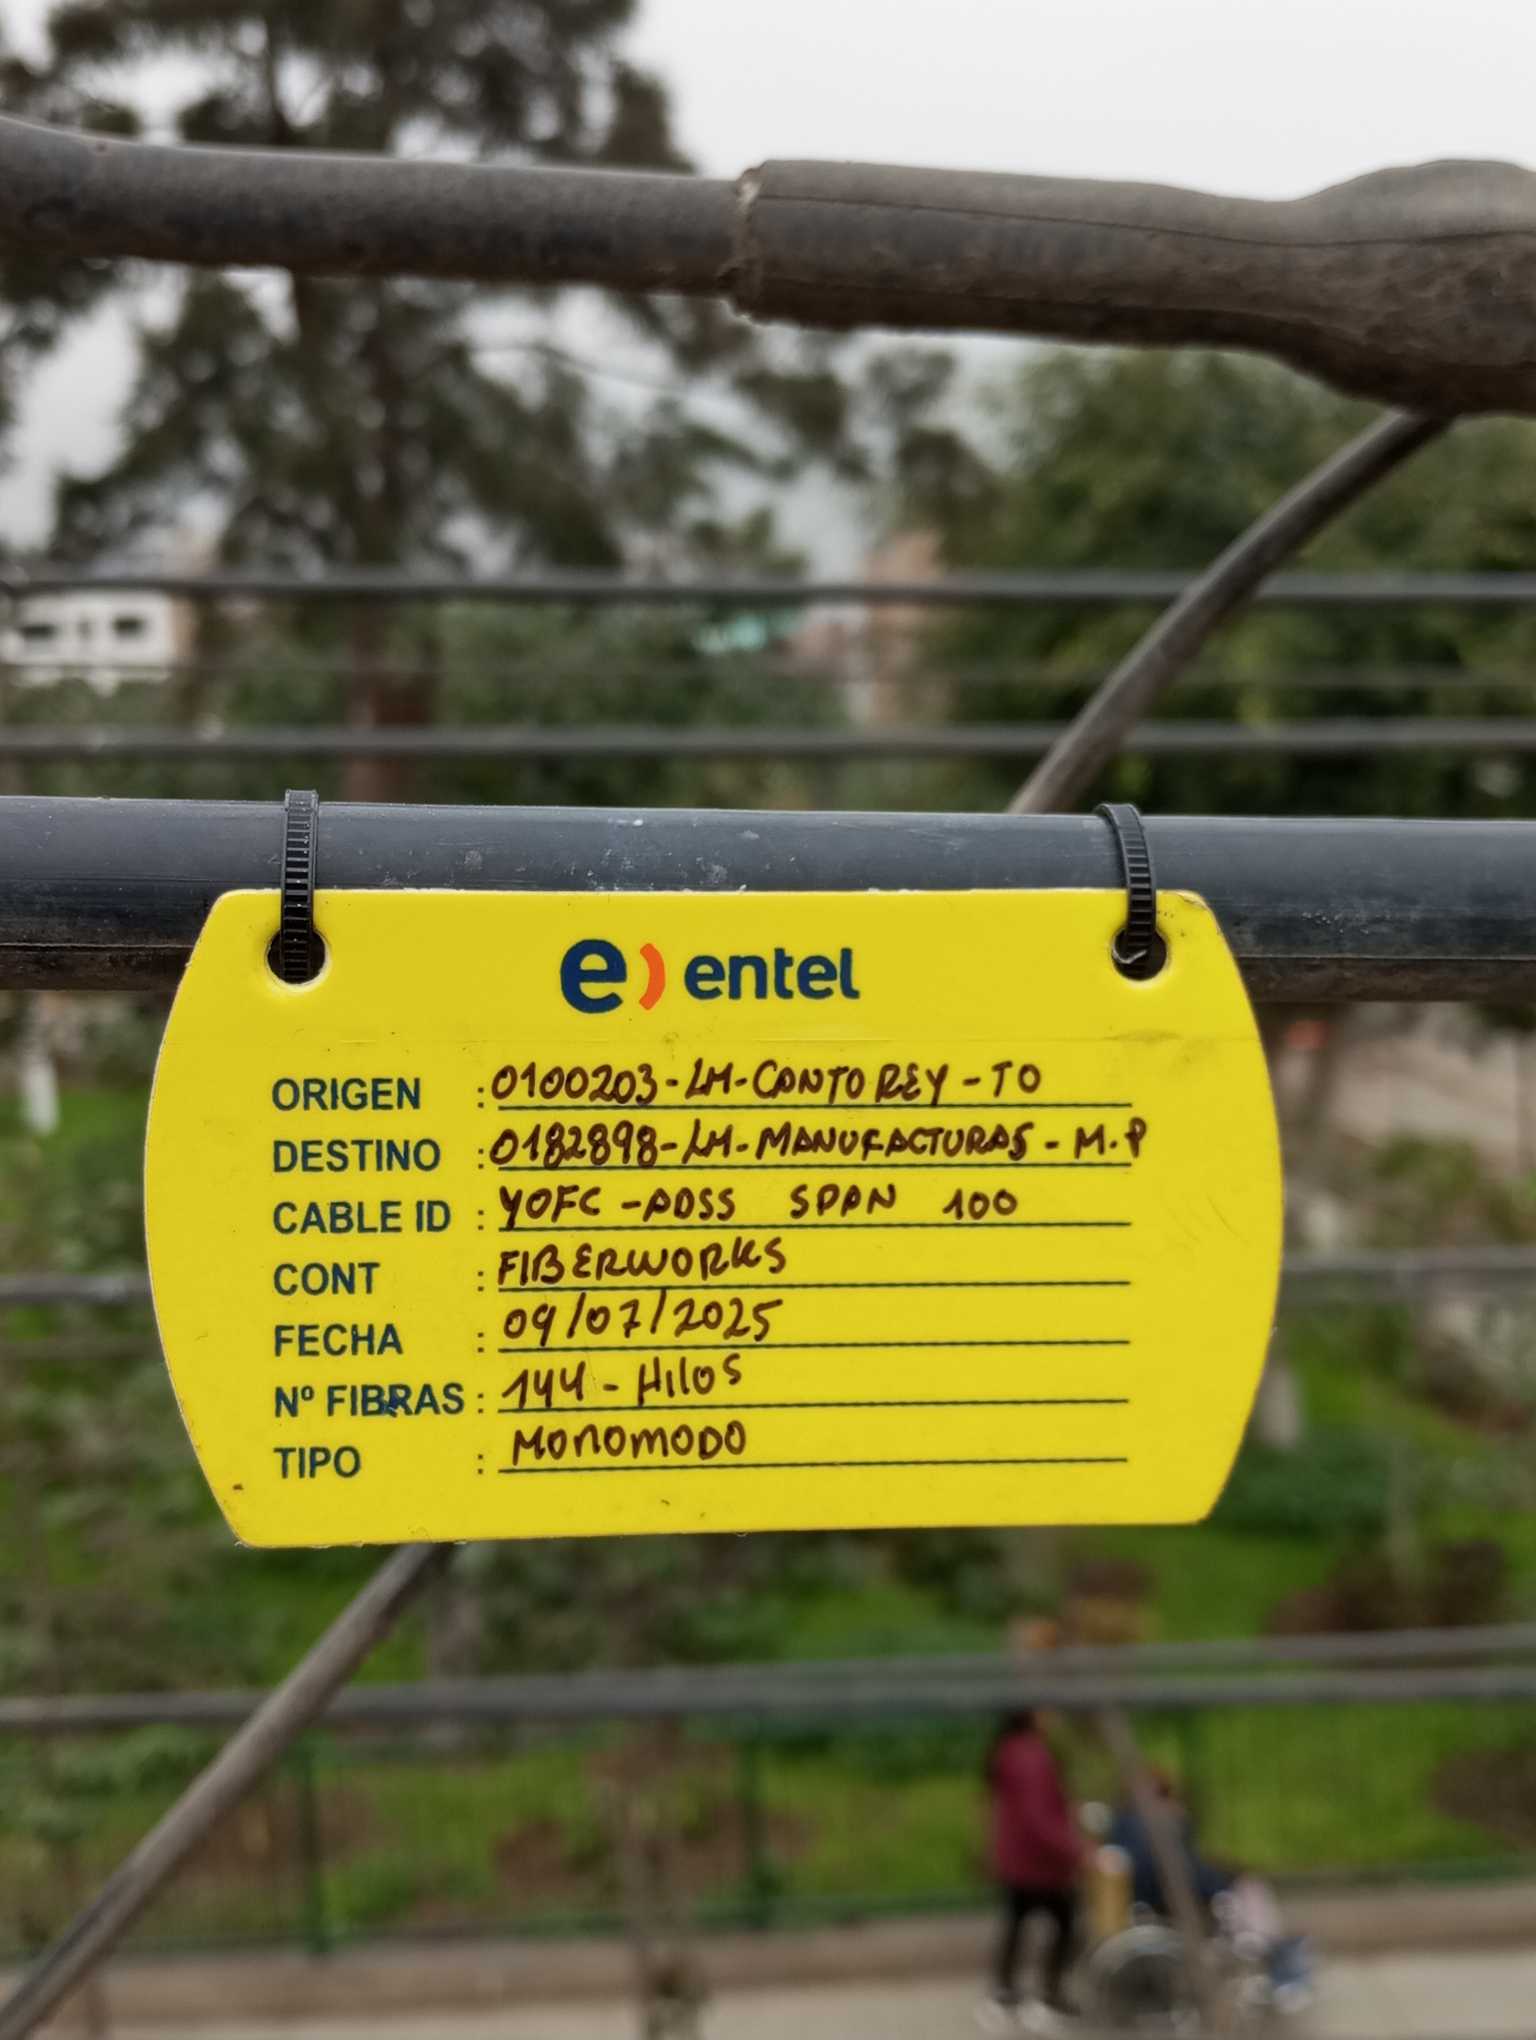 e) entel
ORIGEN : 0100203-LM-CANTO REY-TO
DESTINO : 0182898-LM-MANUFACTURAS-M.P
CABLE ID : YOFC-ADSS SPAN 100
CONT : FIBERWORKS
FECHA : 09/07/2025
Nº FIBRAS : 144-HILOS
TIPO : MONOMODO